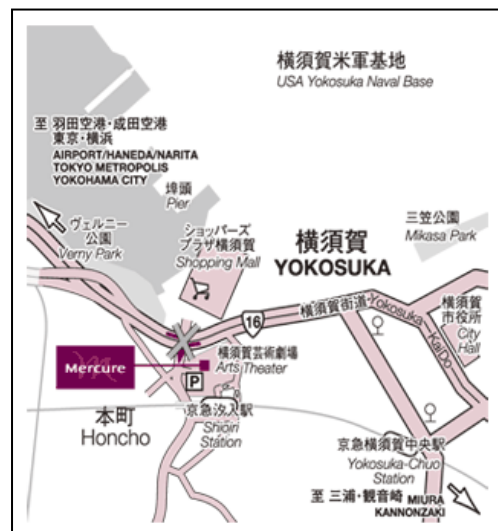 横須賀米軍基地
USA Yokosuka Naval Base
至 羽田空港・成田空港
東京・横浜
AIRPORT/HANEDA/NARITA
TOKYO METROPOLIS
YOKOHAMA CITY
埠頭
Pier
ヴェルニー
公園
Verny Park
ショッパーズ
プラザ横須賀
Shopping Mall
横須賀
YOKOSUKA
三笠公園
Mikasa Park
16
横須賀街道 Yokosuka KaiDo
横須賀
市役所
City
Hall
Mercure
横須賀芸術劇場
Arts Theater
P
本町
Honcho
京急汐入駅
Shioiri
Station
京急横須賀中央駅
Yokosuka-Chuo
Station
至 三浦・観音崎 MIURA
KANNONZAKI